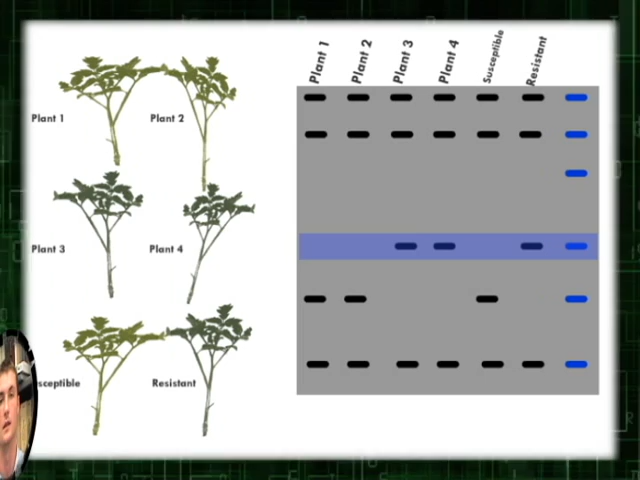 Plant 1 Plant 2 Plant 3 Plant 4 Susceptible Resistant
Plant 1 Plant 2
Plant 3 Plant 4
sceptible Resistant